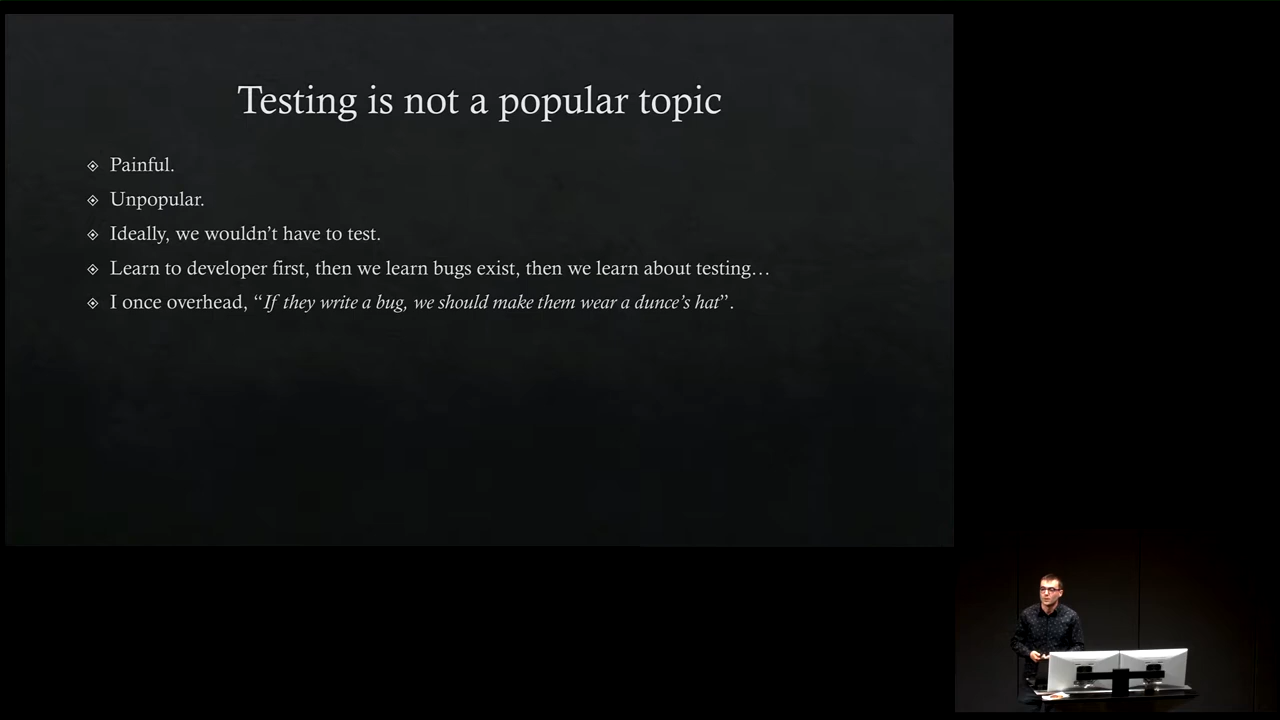 Testing is not a popular topic
Painful.
Unpopular.
Ideally, we wouldn't have to test.
Learn to developer first, then we learn bugs exist, then we learn about testing…
I once overhead, “If they write a bug, we should make them wear a dunce's hat”.